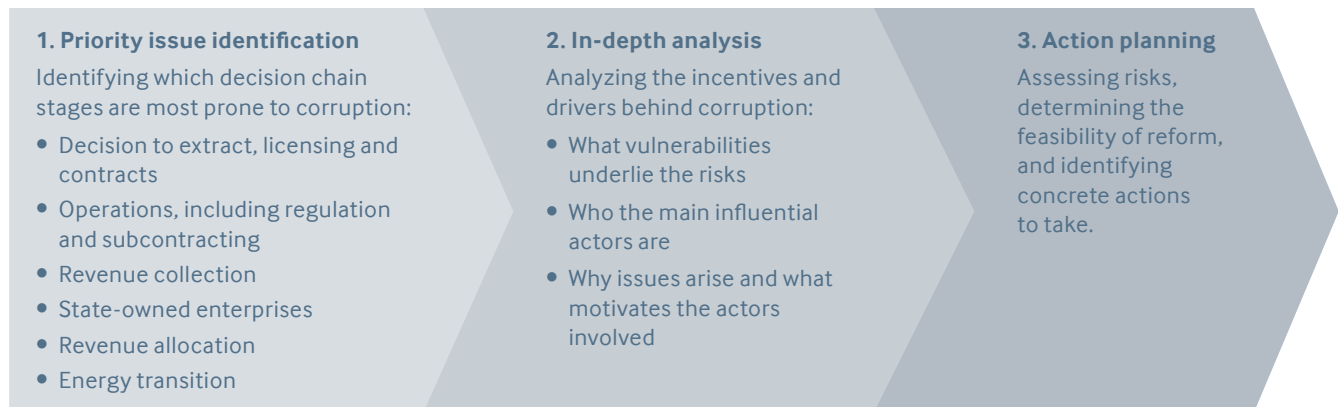 1. Priority issue identification
Identifying which decision chain
stages are most prone to corruption:
• Decision to extract, licensing and
contracts
• Operations, including regulation
and subcontracting
• Revenue collection
• State-owned enterprises
• Revenue allocation
• Energy transition
2. In-depth analysis
Analyzing the incentives and
drivers behind corruption:
• What vulnerabilities
underlie the risks
• Who the main influential
actors are
• Why issues arise and what
motivates the actors
involved
3. Action planning
Assessing risks,
determining the
feasibility of reform,
and identifying
concrete actions
to take.